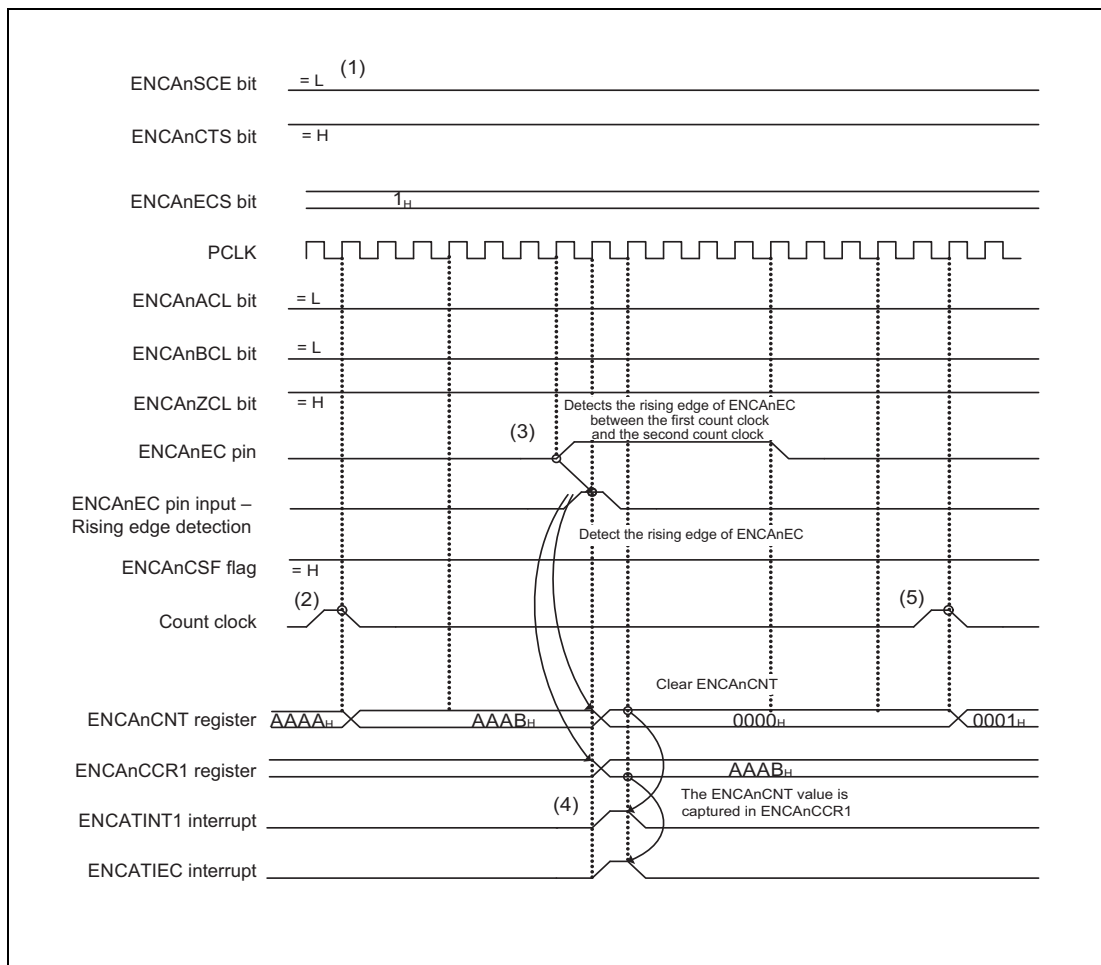 ENCAnSCE bit = L (1)
ENCAnCTS bit = H
ENCAnECS bit 1H
PCLK
ENCAnACL bit = L
ENCAnBCL bit = L
ENCAnZCL bit = H
Detects the rising edge of ENCAnEC
between the first count clock
and the second count clock
(3)
ENCAnEC pin
ENCAnEC pin input –
Rising edge detection
Detect the rising edge of ENCAnEC
ENCAnCSF flag = H
(2) (5)
Count clock
Clear ENCAnCNT
ENCAnCNT register AAAAH AAABH 0000H 0001H
ENCAnCCR1 register AAABH
The ENCAnCNT value is
captured in ENCAnCCR1
(4)
ENCATINT1 interrupt
ENCATIEC interrupt